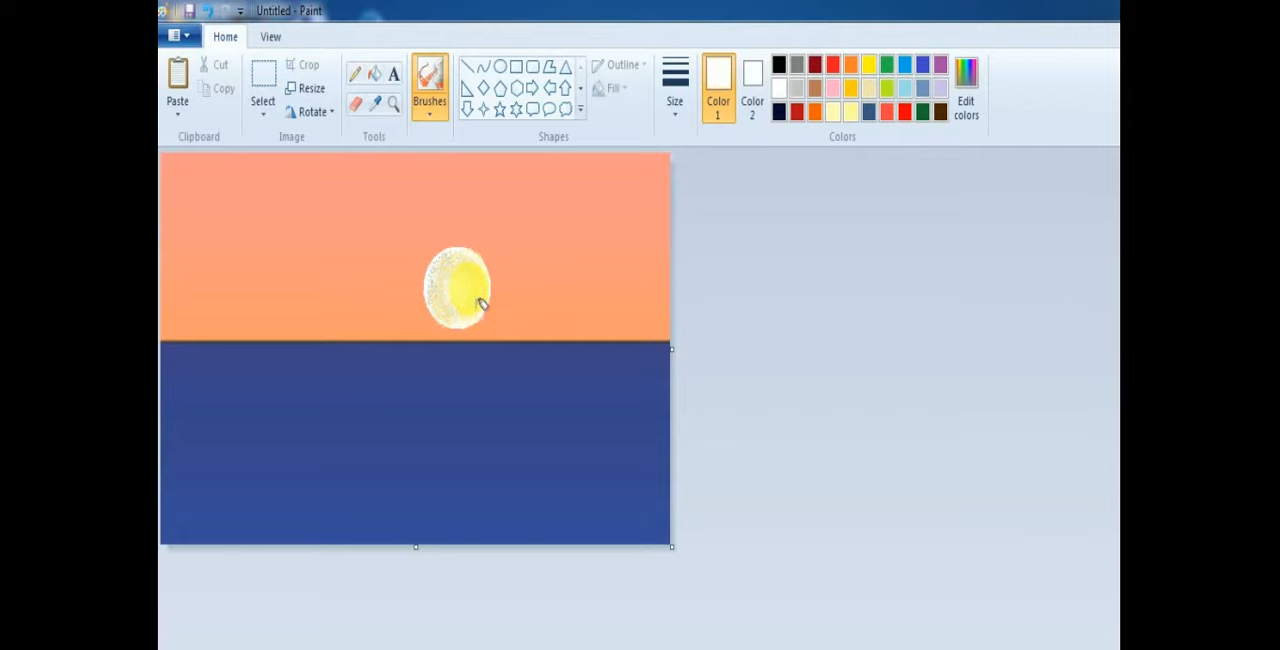 Untitled - Paint
Home View
Paste
Cut
Copy
Clipboard
Select
Crop
Resize
Rotate
Image
A
Tools
Brushes
Outline
Fill
Shapes
Size
Color 1
Color 2
Edit colors
Colors